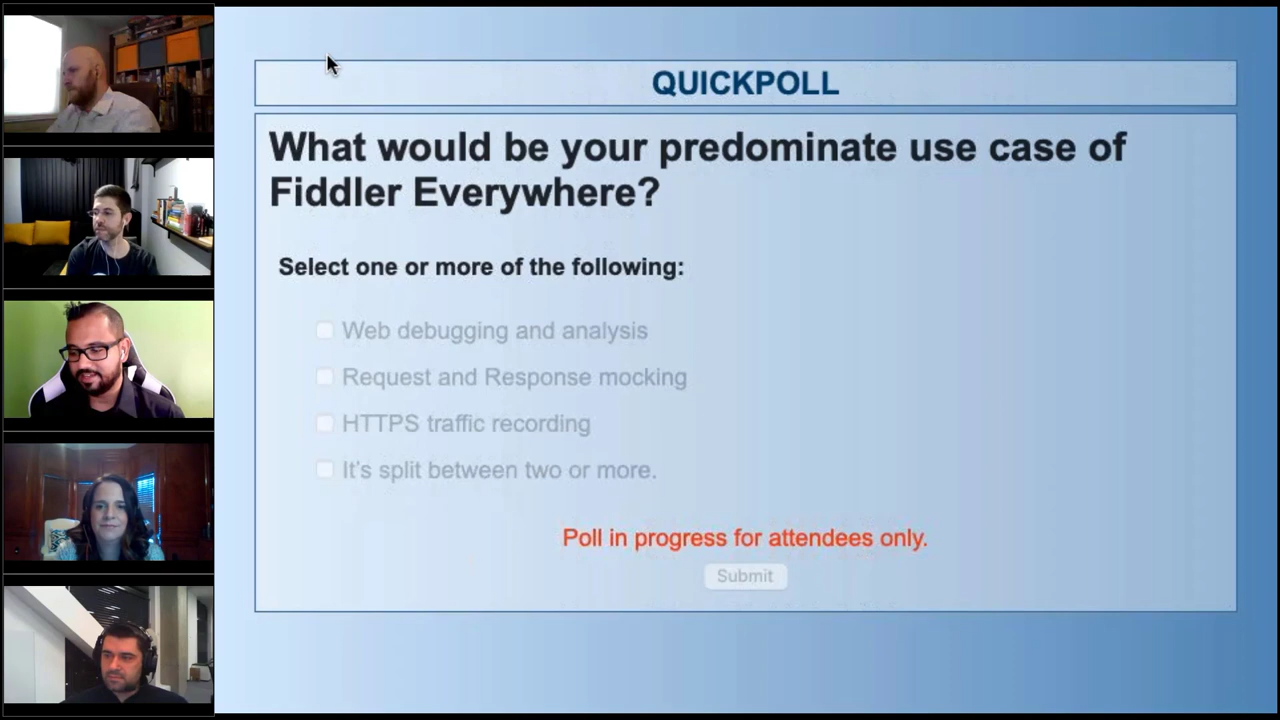 QUICKPOLL
What would be your predominate use case of
Fiddler Everywhere?
Select one or more of the following:
Web debugging and analysis
Request and Response mocking
HTTPS traffic recording
It's split between two or more.
Poll in progress for attendees only.
Submit